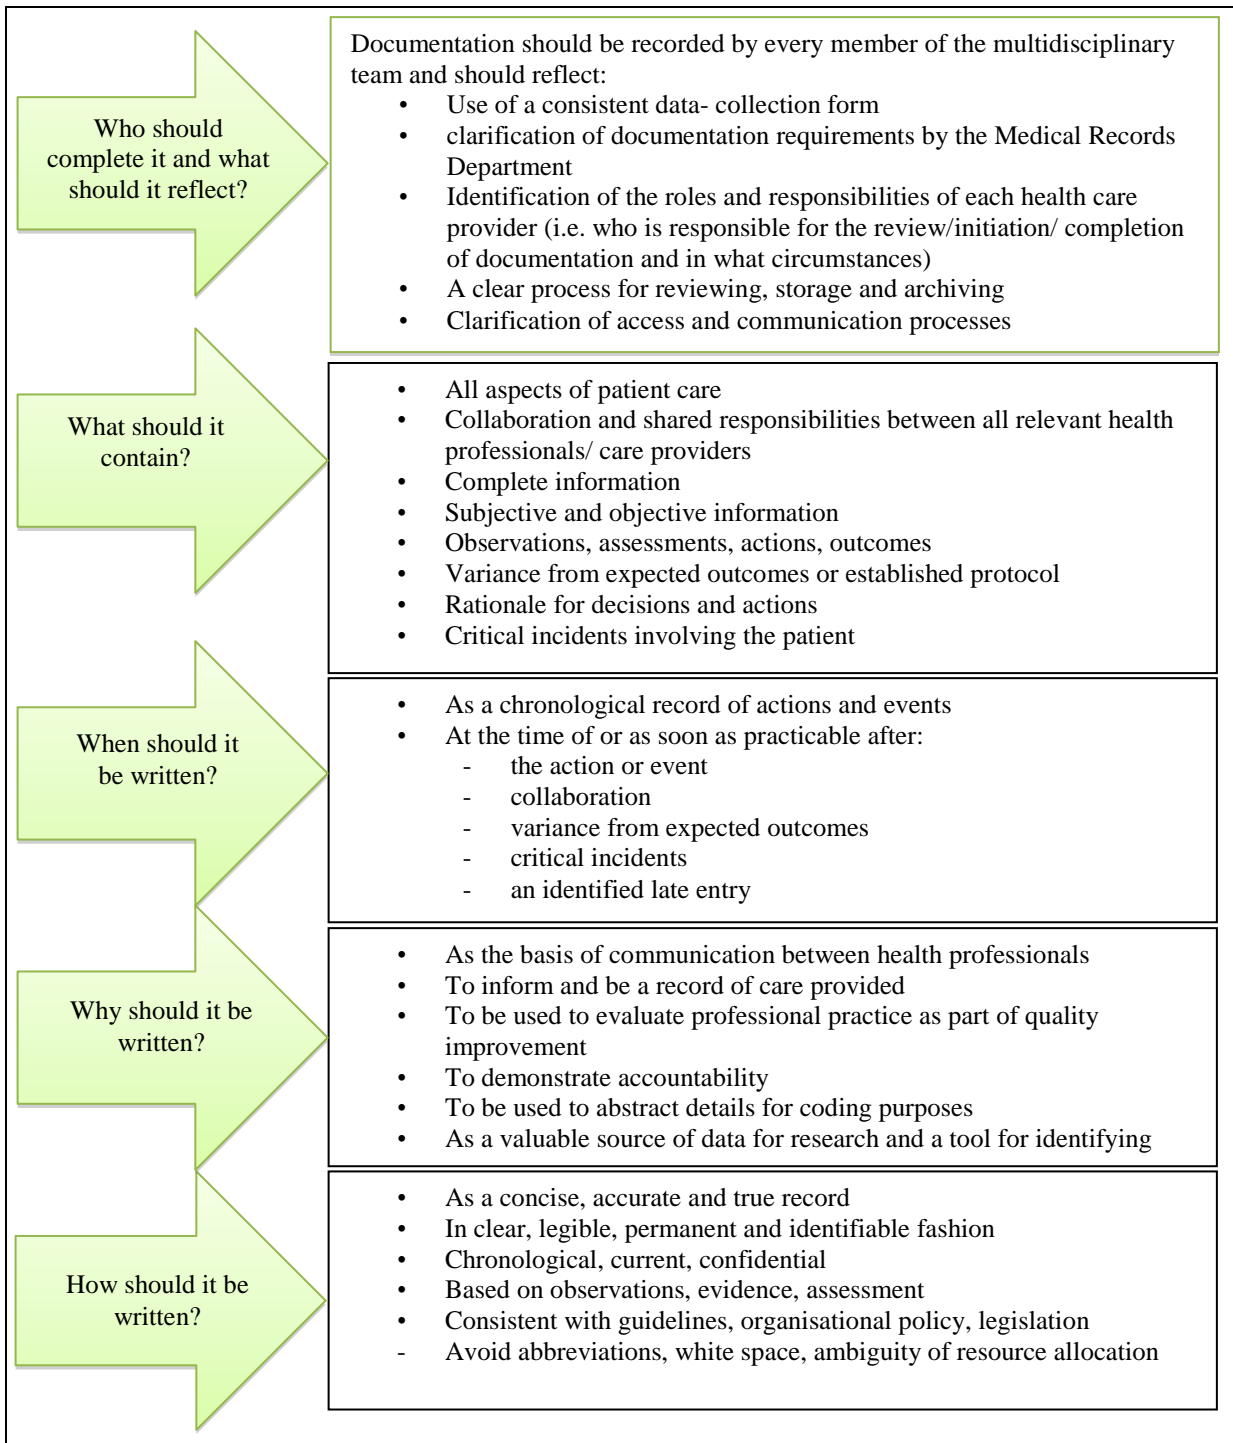 Who should
complete it and what
should it reflect?
Documentation should be recorded by every member of the multidisciplinary
team and should reflect:
• Use of a consistent data- collection form
• clarification of documentation requirements by the Medical Records
Department
• Identification of the roles and responsibilities of each health care
provider (i.e. who is responsible for the review/initiation/ completion
of documentation and in what circumstances)
• A clear process for reviewing, storage and archiving
• Clarification of access and communication processes
What should it
contain?
• All aspects of patient care
• Collaboration and shared responsibilities between all relevant health
professionals/ care providers
• Complete information
• Subjective and objective information
• Observations, assessments, actions, outcomes
• Variance from expected outcomes or established protocol
• Rationale for decisions and actions
• Critical incidents involving the patient
When should it
be written?
• As a chronological record of actions and events
• At the time of or as soon as practicable after:
- the action or event
- collaboration
- variance from expected outcomes
- critical incidents
- an identified late entry
Why should it be
written?
• As the basis of communication between health professionals
• To inform and be a record of care provided
• To be used to evaluate professional practice as part of quality
improvement
• To demonstrate accountability
• To be used to abstract details for coding purposes
• As a valuable source of data for research and a tool for identifying
How should it be
written?
• As a concise, accurate and true record
• In clear, legible, permanent and identifiable fashion
• Chronological, current, confidential
• Based on observations, evidence, assessment
• Consistent with guidelines, organisational policy, legislation
- Avoid abbreviations, white space, ambiguity of resource allocation